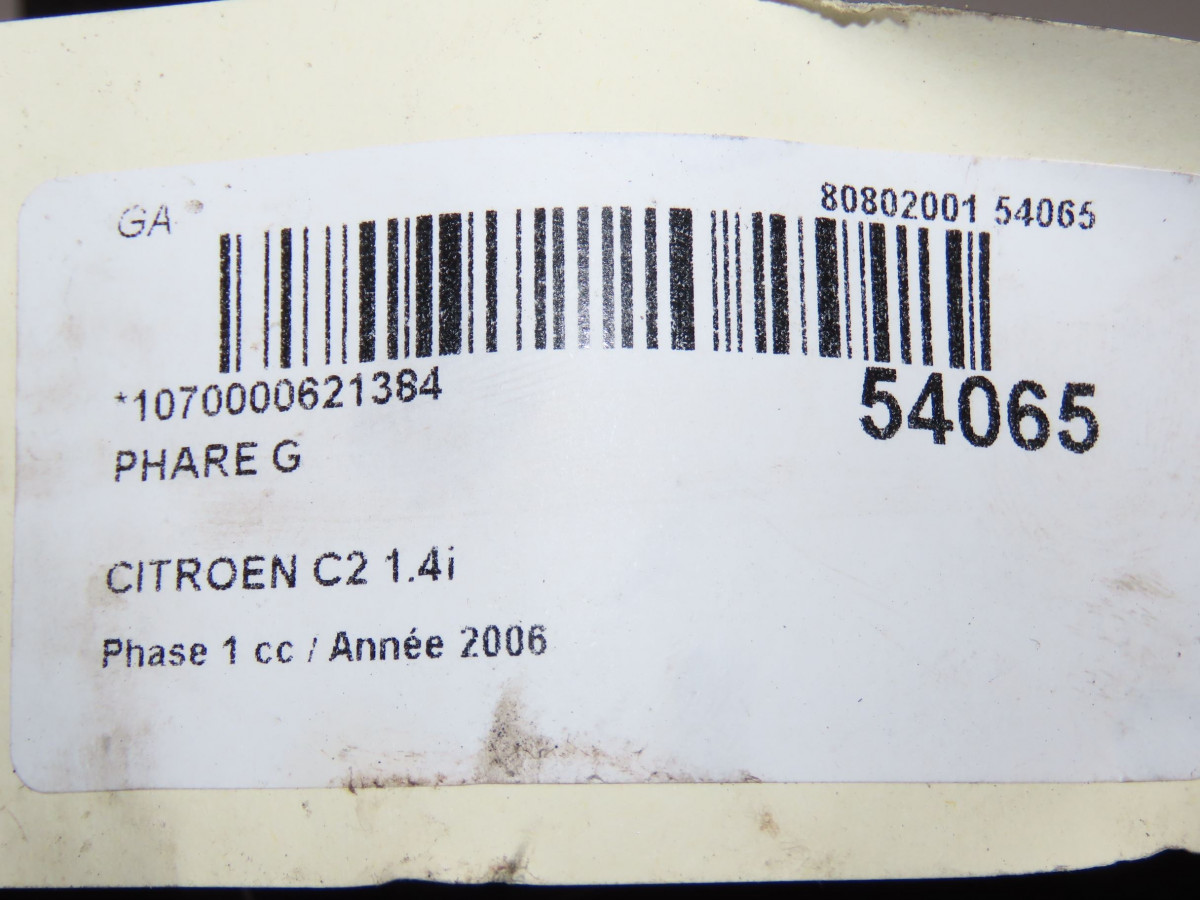 GA
80802001 54065
*1070000621384
54065
PHARE G
CITROEN C2 1.4i
Phase 1 cc / Année 2006